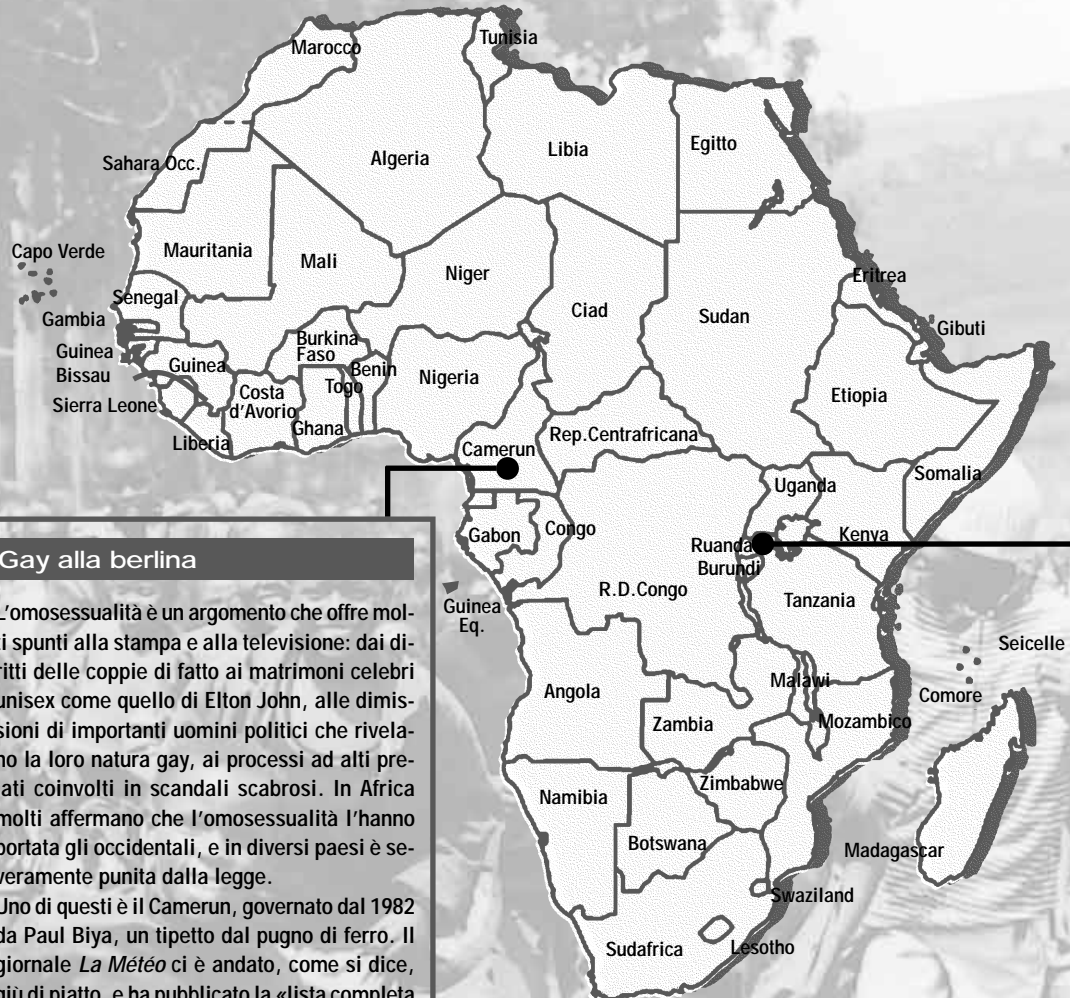 Marocco
Tunisia
Algeria
Libia
Egitto
Sahara Occ.
Capo Verde
Mauritania
Mali
Niger
Ciad
Sudan
Eritrea
Gibuti
Senegal
Gambia
Guinea
Bissau
Guinea
Sierra Leone
Liberia
Costa
d'Avorio
Burkina
Faso
Ghana
Togo
Benin
Nigeria
Camerun
Rep.Centrafricana
Etiopia
Somalia
Uganda
Kenya
Gabon
Congo
Guinea
Eq.
R.D.Congo
Ruanda
Burundi
Tanzania
Seicelle
Comore
Angola
Zambia
Malawi
Mozambico
Zimbabwe
Namibia
Botswana
Madagascar
Swaziland
Sudafrica
Lesotho
Gay alla berlina
L'omosessualità è un argomento che offre mol-
ti spunti alla stampa e alla televisione: dai di-
ritti delle coppie di fatto ai matrimoni celebri
unisex come quello di Elton John, alle dimis-
sioni di importanti uomini politici che rivela-
no la loro natura gay, ai processi ad alti pre-
lati coinvolti in scandali scabrosi. In Africa
molti affermano che l'omosessualità l'hanno
portata gli occidentali, e in diversi paesi è se-
veramente punita dalla legge.
Uno di questi è il Camerun, governato dal 1982
da Paul Biya, un tipetto dal pugno di ferro. Il
giornale La Météo ci è andato, come si dice,
giù di piatto, e ha pubblicato la «lista completa